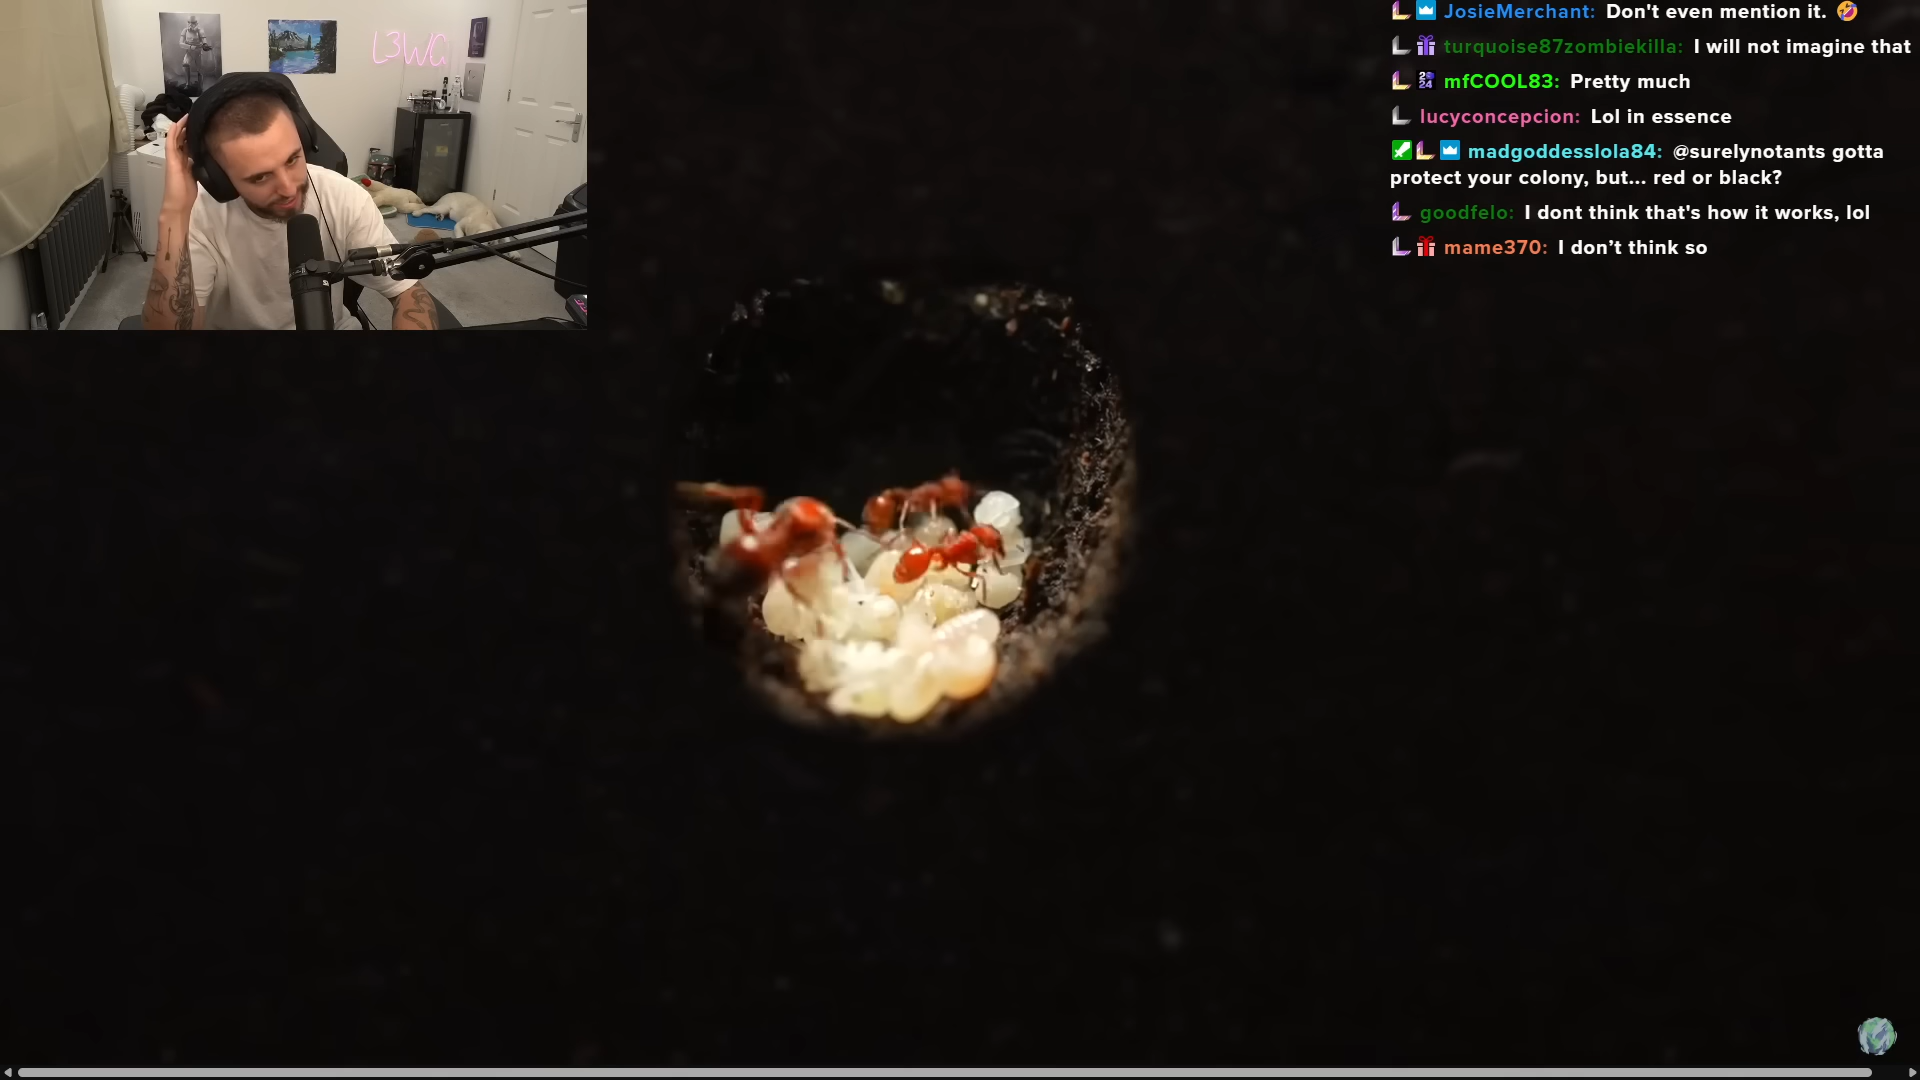 L3WG
JosieMerchant: Don't even mention it. 🤣
turquoise87zombiekilla: I will not imagine that
mfCOOL83: Pretty much
lucyconcepcion: Lol in essence
madgoddesslola84: @surelynotants gotta
protect your colony, but... red or black?
goodfelo: I dont think that's how it works, lol
mame370: I don’t think so